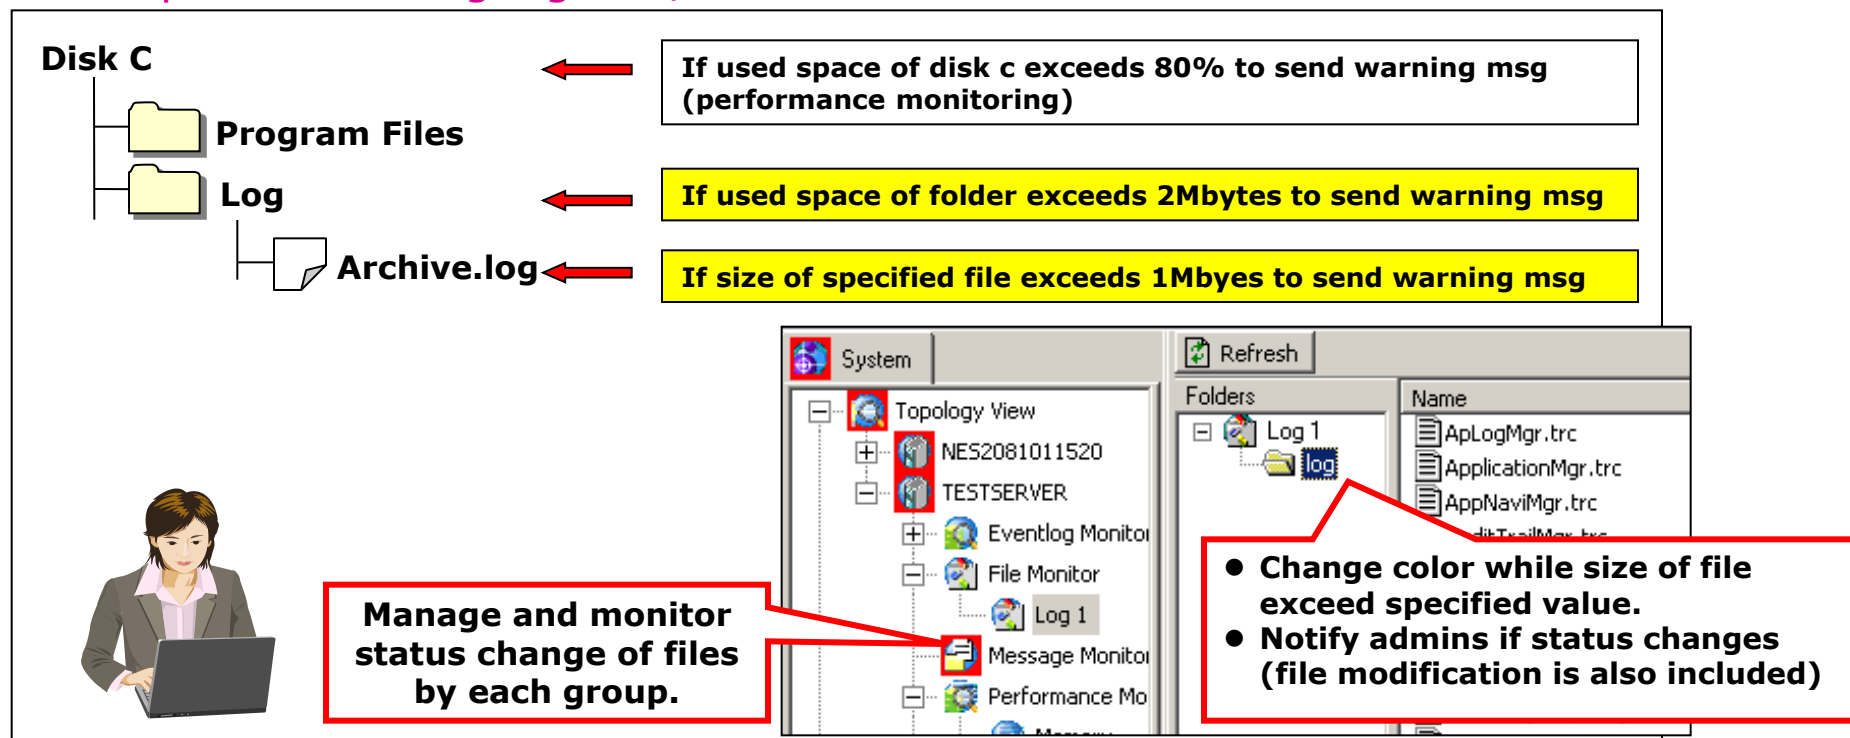 Disk C
If used space of disk c exceeds 80% to send warning msg
(performance monitoring)
Program Files
Log
If used space of folder exceeds 2Mbytes to send warning msg
Archive.log
If size of specified file exceeds 1Mbyes to send warning msg
System
Topology View
NES2081011520
TESTSERVER
Eventlog Monitor
File Monitor
Log 1
Message Monitor
Performance Mo
Memory
Refresh
Folders
Log 1
log
Name
ApLogMgr.trc
ApplicationMgr.trc
AppNaviMgr.trc
Manage and monitor
status change of files
by each group.
● Change color while size of file
exceed specified value.
● Notify admins if status changes
(file modification is also included)